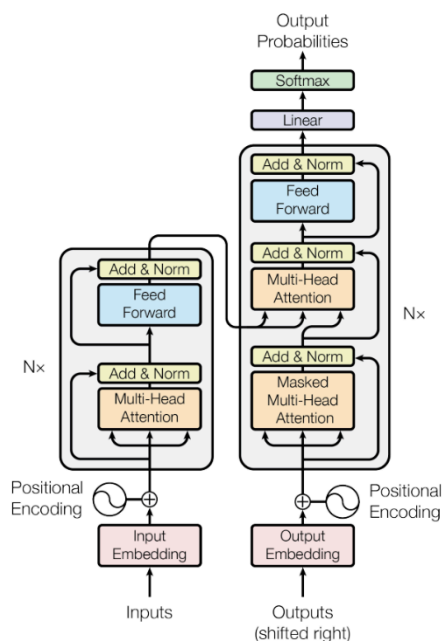 Output
Probabilities
Softmax
Linear
Add & Norm
Feed
Forward
Add & Norm
Multi-Head
Attention
Add & Norm
Masked
Multi-Head
Attention
Nx
Add & Norm
Feed
Forward
Add & Norm
Multi-Head
Attention
Nx
Positional
Encoding
Positional
Encoding
Input
Embedding
Output
Embedding
Inputs
Outputs
(shifted right)